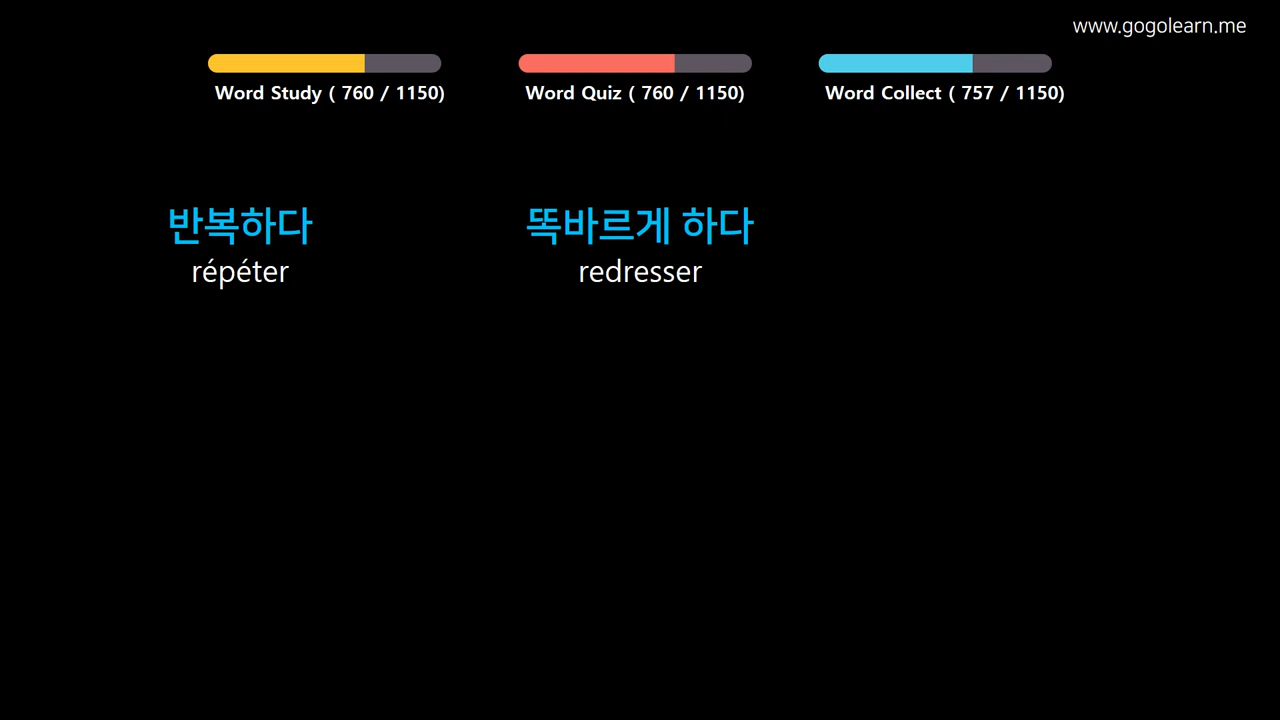 www.gogolearn.me
Word Study ( 760 / 1150)
Word Quiz ( 760 / 1150)
Word Collect ( 757 / 1150)
반복하다
répéter
똑바르게 하다
redresser